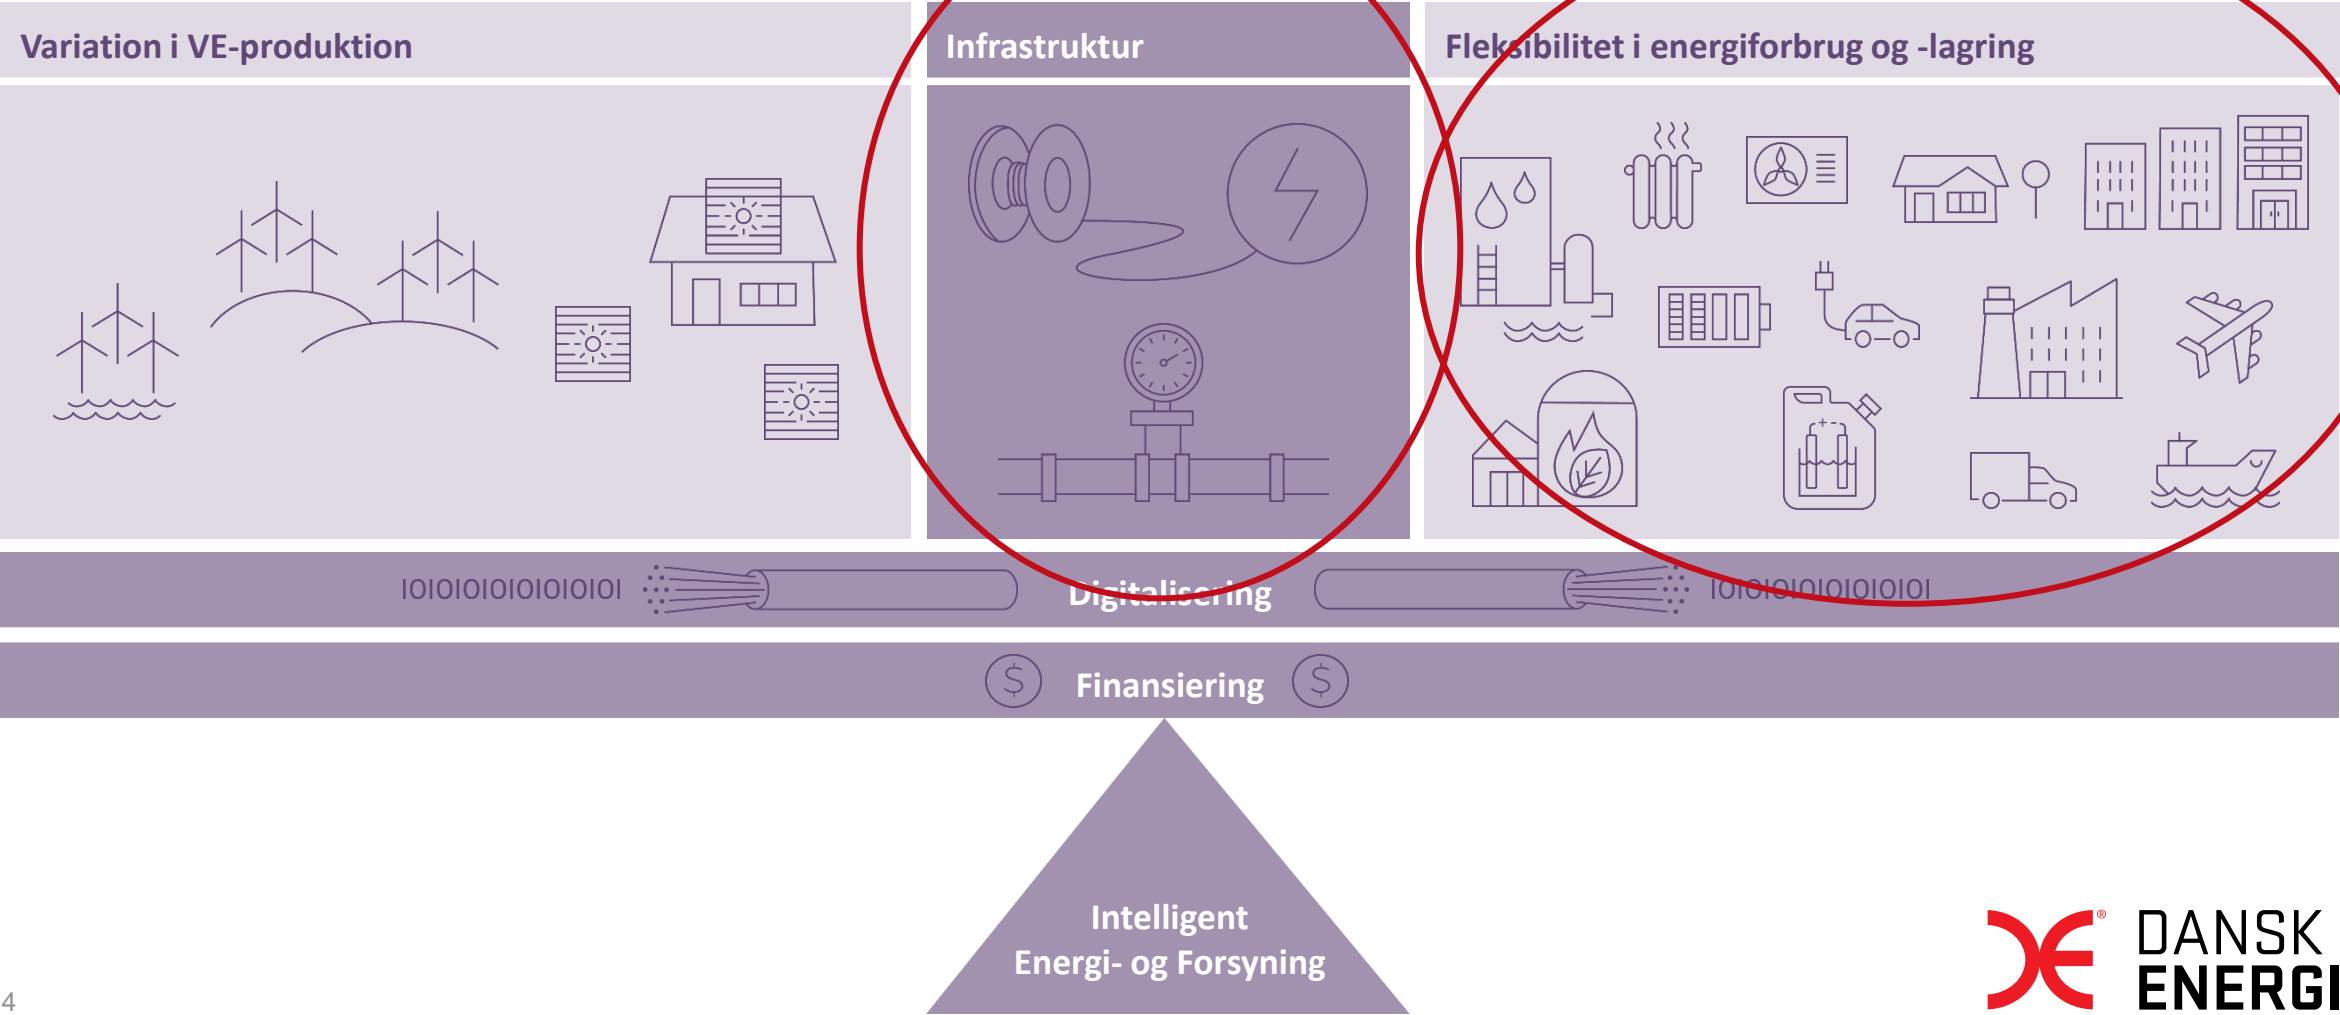 Variation i VE-produktion
Infrastruktur
Fleksibilitet i energiforbrug og -lagring
IOIOIOIOIOIOIOIOI
Digitalisering
IOIOIOIOIOIOIOIOI
$ Finansiering $
Intelligent
Energi- og Forsyning
® DANSK
ENERGI
4